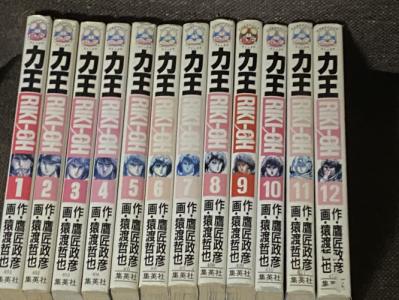 力王 RIKI-OH 1 作・鷹匠政彦 画・猿渡哲也 集英社
力王 RIKI-OH 2 作・鷹匠政彦 画・猿渡哲也 集英社
力王 RIKI-OH 3 作・鷹匠政彦 画・猿渡哲也 集英社
力王 RIKI-OH 4 作・鷹匠政彦 画・猿渡哲也 集英社
力王 RIKI-OH 5 作・鷹匠政彦 画・猿渡哲也 集英社
力王 RIKI-OH 6 作・鷹匠政彦 画・猿渡哲也 集英社
力王 RIKI-OH 7 作・鷹匠政彦 画・猿渡哲也 集英社
力王 RIKI-OH 8 作・鷹匠政彦 画・猿渡哲也 集英社
力王 RIKI-OH 9 作・鷹匠政彦 画・猿渡哲也 集英社
力王 RIKI-OH 10 作・鷹匠政彦 画・猿渡哲也 集英社
力王 RIKI-OH 11 作・鷹匠政彦 画・猿渡哲也 集英社
力王 RIKI-OH 12 作・鷹匠政彦 画・猿渡哲也 集英社